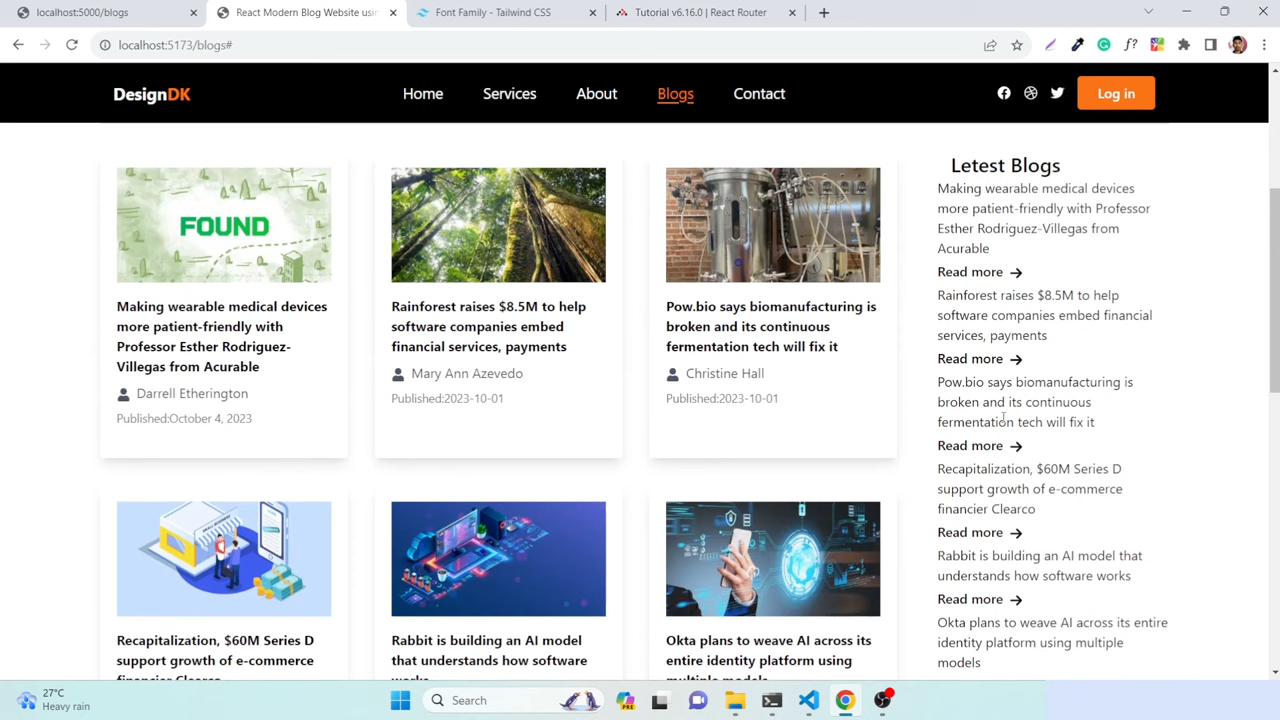 localhost:5000/blogs
React Modern Blog Website usin
Font Family - Tailwind CSS
Tutorial v6.16.0 | React Router
localhost:5173/blogs#
DesignDK
Home
Services
About
Blogs
Contact
Log in
FOUND
Making wearable medical devices
more patient-friendly with
Professor Esther Rodriguez-
Villegas from Acurable
Darrell Etherington
Published:October 4, 2023
Rainforest raises $8.5M to help
software companies embed
financial services, payments
Mary Ann Azevedo
Published:2023-10-01
Pow.bio says biomanufacturing is
broken and its continuous
fermentation tech will fix it
Christine Hall
Published:2023-10-01
Recapitalization, $60M Series D
support growth of e-commerce
financier Clearco
Rabbit is building an AI model
that understands how software
works
Okta plans to weave AI across its
entire identity platform using
multiple models
Letest Blogs
Making wearable medical devices
more patient-friendly with Professor
Esther Rodriguez-Villegas from
Acurable
Read more
Rainforest raises $8.5M to help
software companies embed financial
services, payments
Read more
Pow.bio says biomanufacturing is
broken and its continuous
fermentation tech will fix it
Read more
Recapitalization, $60M Series D
support growth of e-commerce
financier Clearco
Read more
Rabbit is building an AI model that
understands how software works
Read more
Okta plans to weave AI across its entire
identity platform using multiple
models
27°C
Heavy rain
Search
PRE